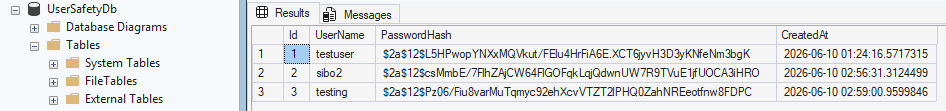 UserSafetyDb
Database Diagrams
Tables
System Tables
FileTables
External Tables
Results Messages
Id UserName PasswordHash CreatedAt
1 1 testuser $2a$12$L5HPwopYNXxMQVkut/FElu4HrFiA6E.XCT6jyvH3D3yKNfeNm3bgK 2026-06-10 01:24:16.5717315
2 2 sibo2 $2a$12$csMmbE/7FlhZAjCW64FlGOFqkLqjQdwnUW7R9TVuE1jfUOCA3iHRO 2026-06-10 02:56:31.3124499
3 3 testing $2a$12$Pz06/Fiu8varMuTqmyc92ehXcvVTZT2lPHQ0ZahNREeotfnw8FDPC 2026-06-10 02:59:00.9599846